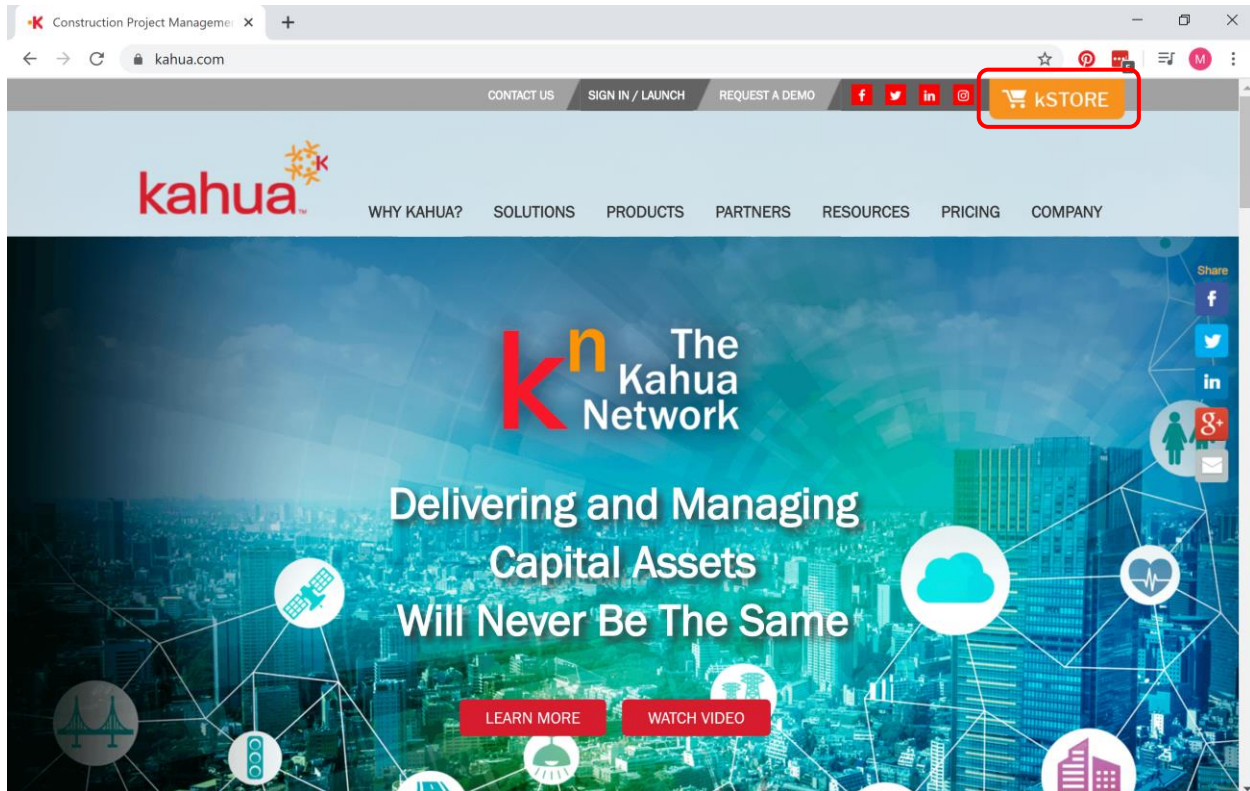 Construction Project Managemer
kahua.com
M
CONTACT US SIGN IN / LAUNCH REQUEST A DEMO kSTORE
K
kahua
WHY KAHUA? SOLUTIONS PRODUCTS PARTNERS RESOURCES PRICING COMPANY
Share
kn The
Kahua
Network
Delivering and Managing
Capital Assets
Will Never Be The Same
LEARN MORE WATCH VIDEO